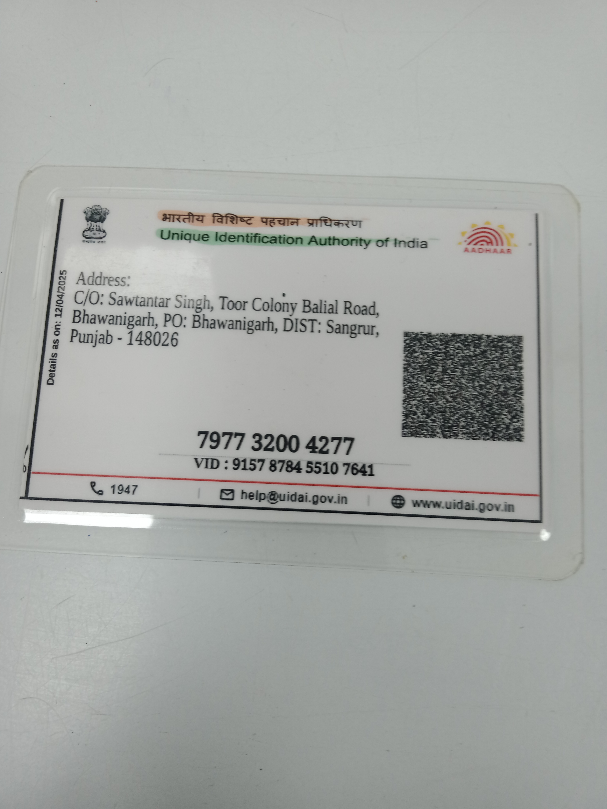 भारतीय विशिष्ट पहचान प्राधिकरण
Unique Identification Authority of India
AADHAAR
Details as on: 12/04/2025
Address:
C/O: Sawtantar Singh, Toor Colony Balial Road,
Bhawanigarh, PO: Bhawanigarh, DIST: Sangrur,
Punjab - 148026
7977 3200 4277
VID : 9157 8784 5510 7641
1947
help@uidai.gov.in
www.uidai.gov.in